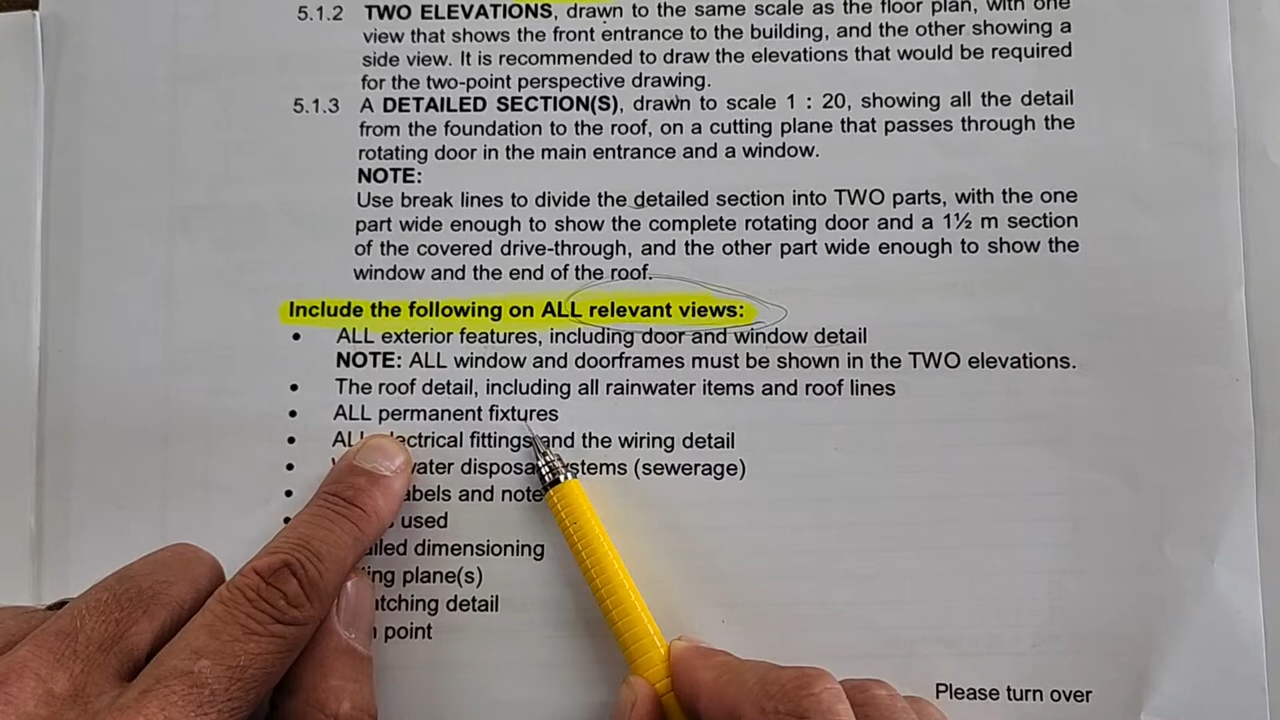 5.1.2 TWO ELEVATIONS, drawn to the same scale as the floor plan, with one
view that shows the front entrance to the building, and the other showing a
side view. It is recommended to draw the elevations that would be required
for the two-point perspective drawing.
5.1.3 A DETAILED SECTION(S), drawn to scale 1 : 20, showing all the detail
from the foundation to the roof, on a cutting plane that passes through the
rotating door in the main entrance and a window.
NOTE:
Use break lines to divide the detailed section into TWO parts, with the one
part wide enough to show the complete rotating door and a 1½ m section
of the covered drive-through, and the other part wide enough to show the
window and the end of the roof.
Include the following on ALL relevant views:
• ALL exterior features, including door and window detail
NOTE: ALL window and doorframes must be shown in the TWO elevations.
• The roof detail, including all rainwater items and roof lines
• ALL permanent fixtures
• ALL electrical fittings and the wiring detail
• water disposal systems (sewerage)
• labels and note
• used
dimensioning
plane(s)
detail
point
Please turn over